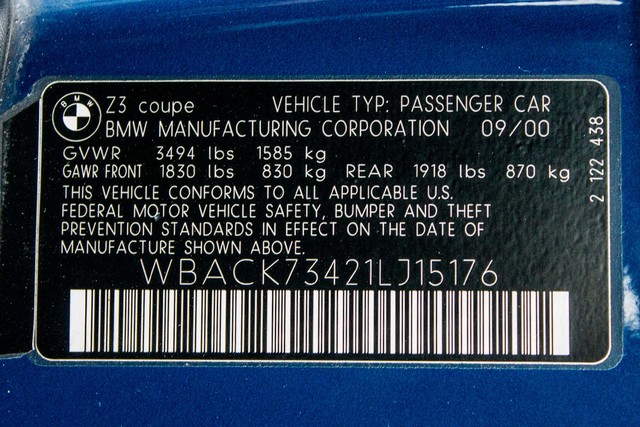 BMW
Z3 coupe VEHICLE TYP: PASSENGER CAR
BMW MANUFACTURING CORPORATION 09/00
GVWR 3494 lbs 1585 kg
GAWR FRONT 1830 lbs 830 kg REAR 1918 lbs 870 kg
THIS VEHICLE CONFORMS TO ALL APPLICABLE U.S.
FEDERAL MOTOR VEHICLE SAFETY, BUMPER AND THEFT
PREVENTION STANDARDS IN EFFECT ON THE DATE OF
MANUFACTURE SHOWN ABOVE.
WBACK73421LJ15176
2 122 438